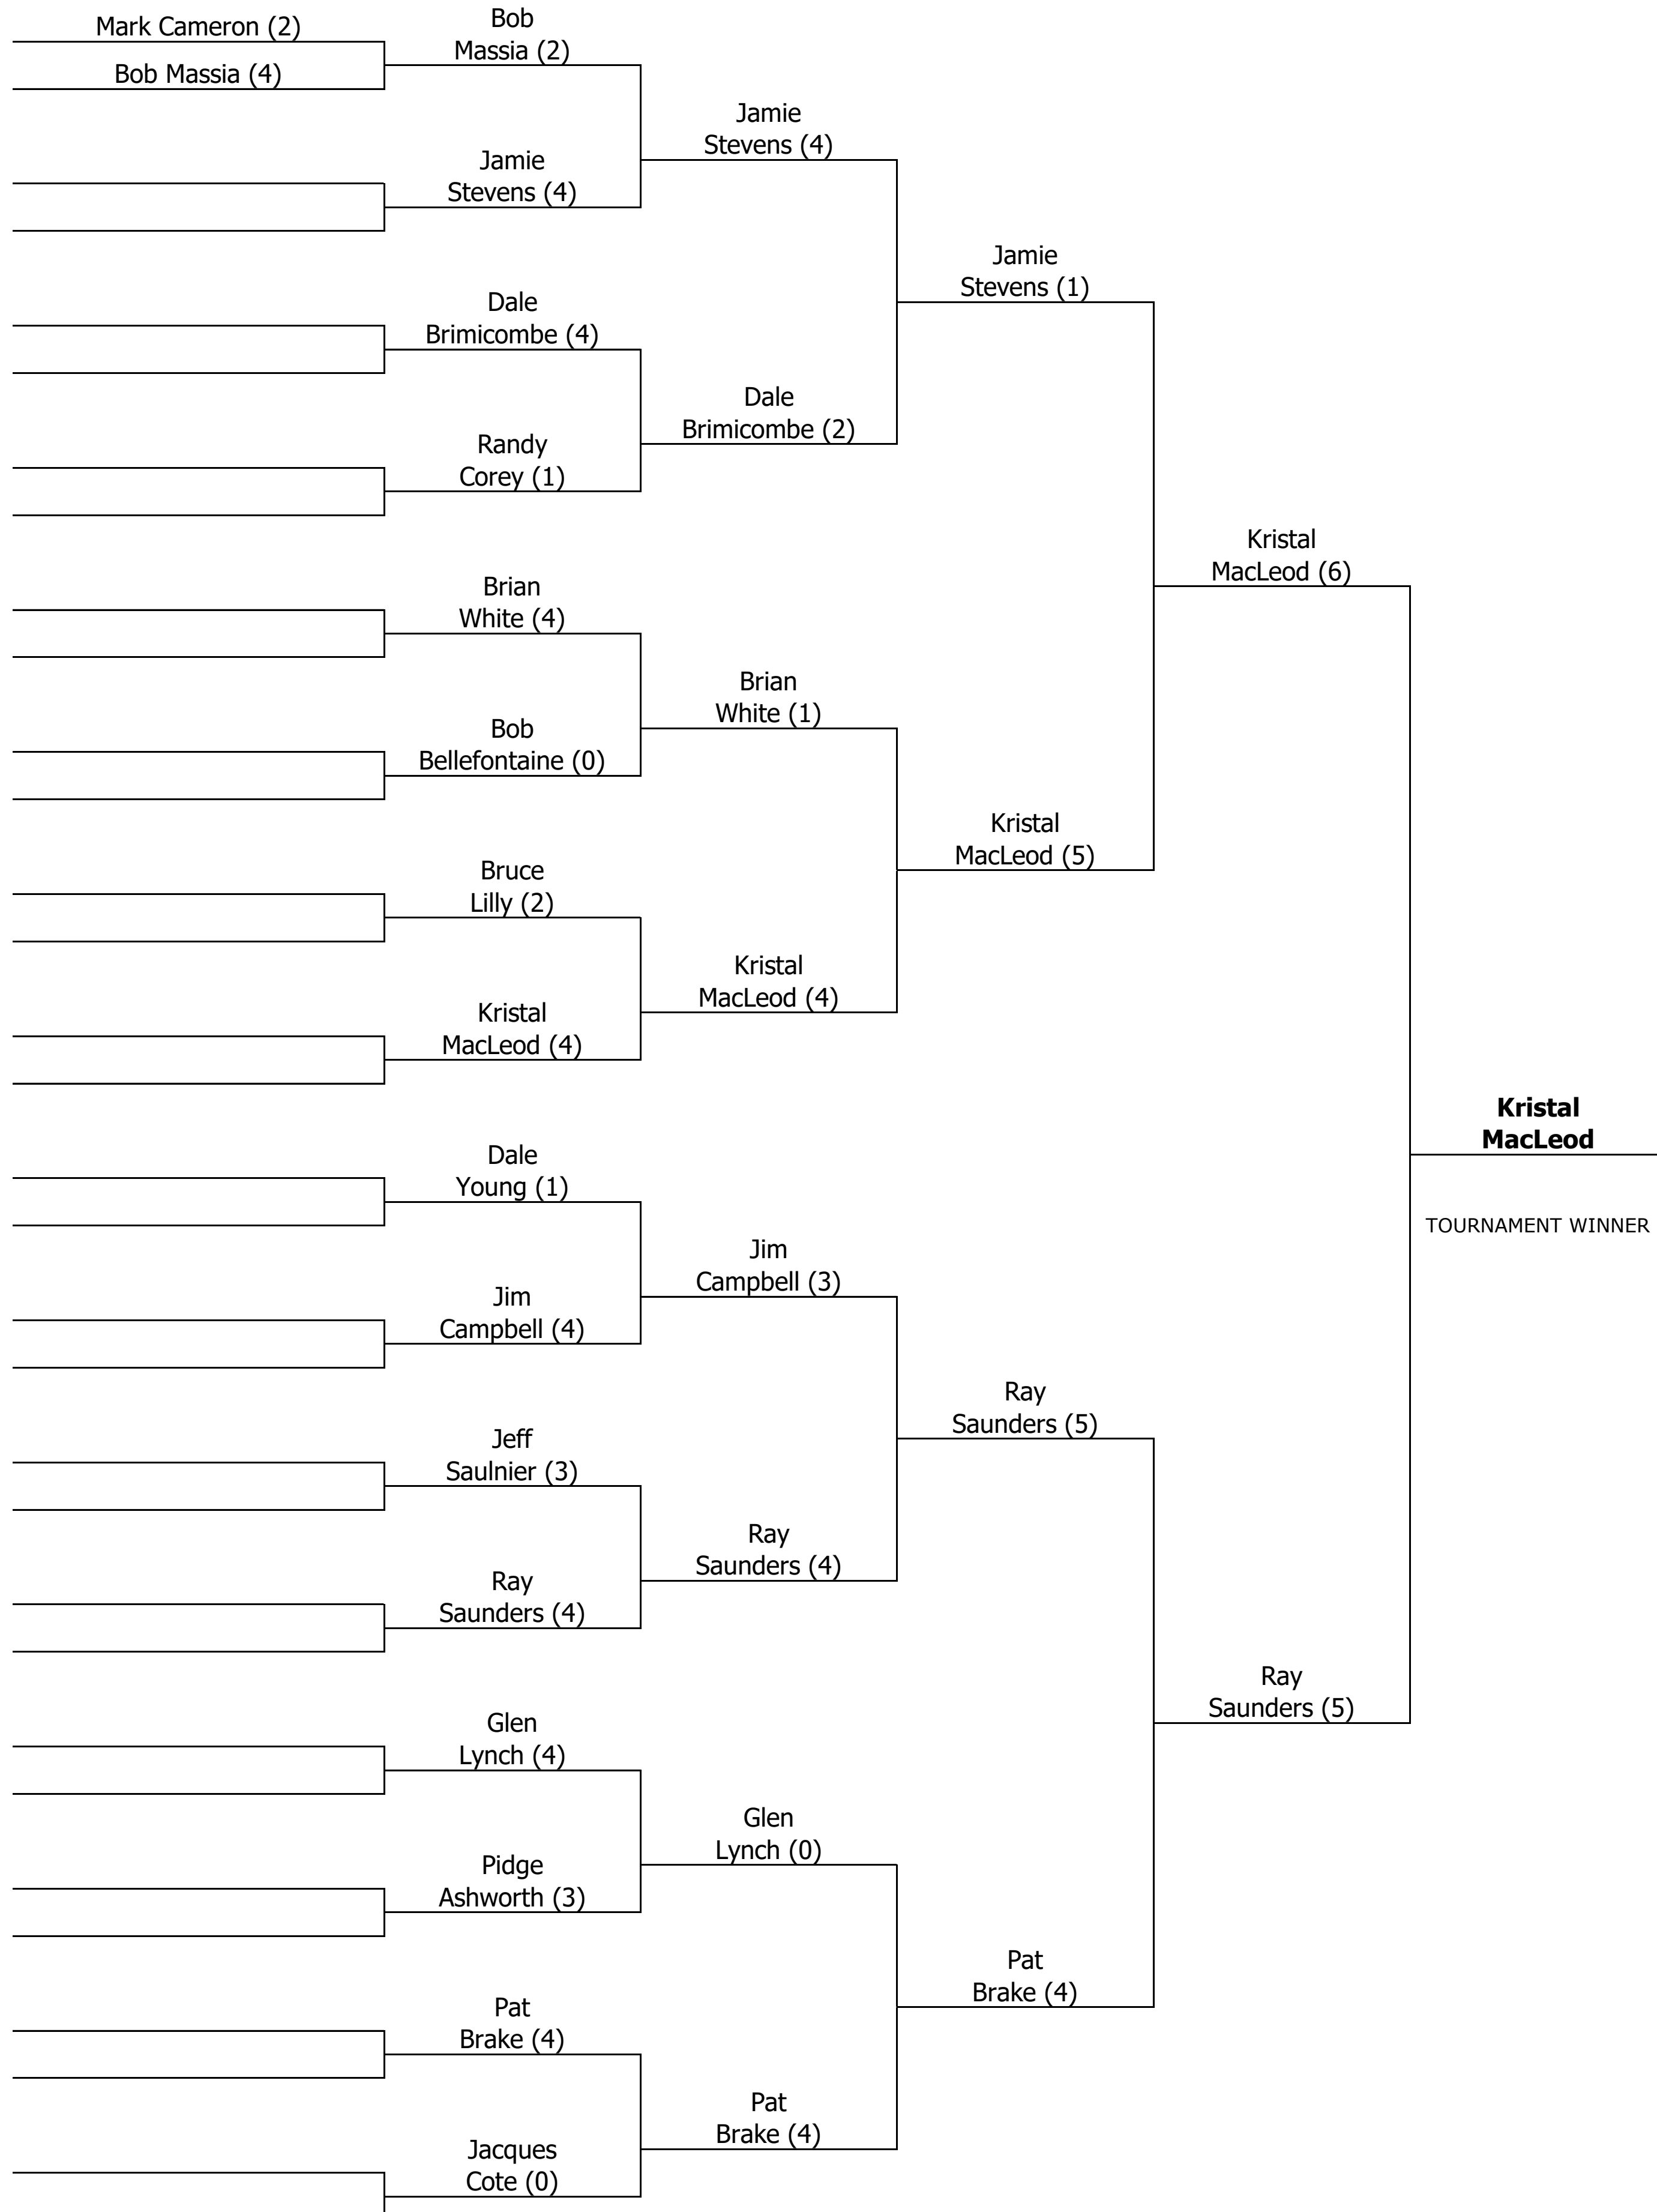 Mark Cameron (2)
Bob Massia (4)
Bob
Massia (2)
Jamie
Stevens (4)
Dale
Brimicombe (4)
Randy
Corey (1)
Brian
White (4)
Bob
Bellefontaine (0)
Bruce
Lilly (2)
Kristal
MacLeod (4)
Dale
Young (1)
Jim
Campbell (4)
Jeff
Saulnier (3)
Ray
Saunders (4)
Glen
Lynch (4)
Pidge
Ashworth (3)
Pat
Brake (4)
Jacques
Cote (0)
Jamie
Stevens (4)
Dale
Brimicombe (2)
Brian
White (1)
Kristal
MacLeod (4)
Jim
Campbell (3)
Ray
Saunders (4)
Glen
Lynch (0)
Pat
Brake (4)
Jamie
Stevens (1)
Kristal
MacLeod (5)
Ray
Saunders (5)
Pat
Brake (4)
Kristal
MacLeod (6)
Ray
Saunders (5)
Kristal
MacLeod
TOURNAMENT WINNER